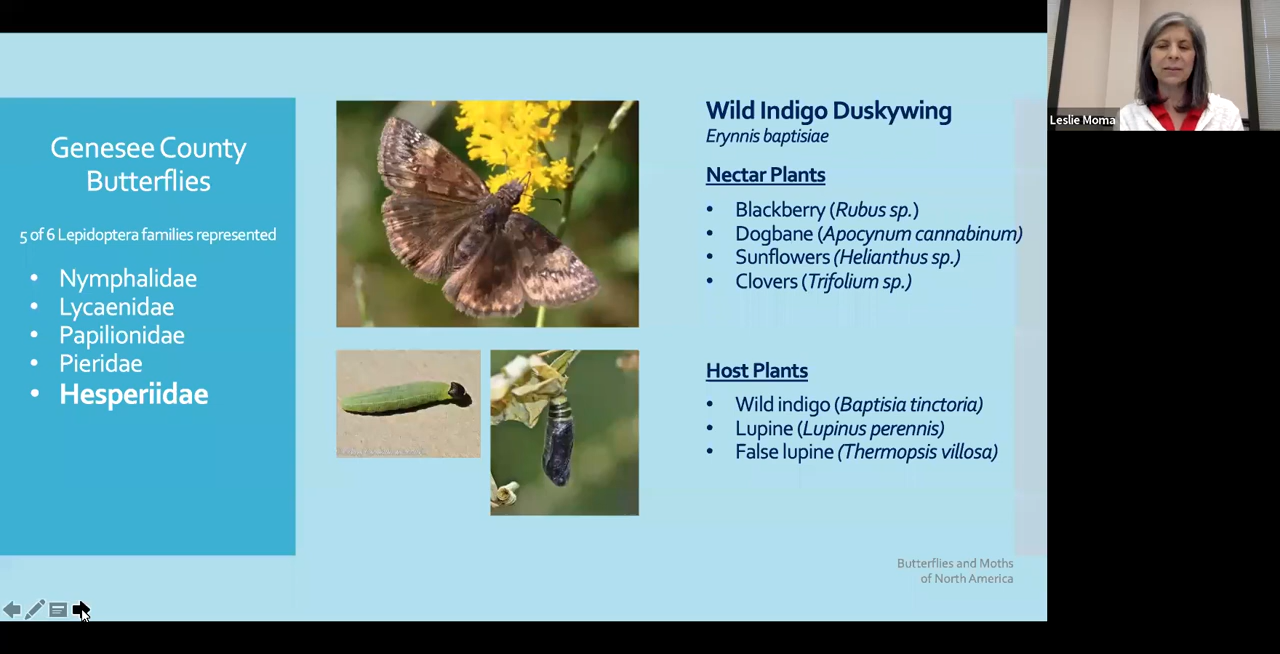 Genesee County
Butterflies
5 of 6 Lepidoptera families represented
• Nymphalidae
• Lycaenidae
• Papilionidae
• Pieridae
• Hesperiidae
Wild Indigo Duskywing
Erynnis baptisiae
Nectar Plants
• Blackberry (Rubus sp.)
• Dogbane (Apocynum cannabinum)
• Sunflowers (Helianthus sp.)
• Clovers (Trifolium sp.)
Host Plants
• Wild indigo (Baptisia tinctoria)
• Lupine (Lupinus perennis)
• False lupine (Thermopsis villosa)
Butterflies and Moths
of North America
Leslie Moma